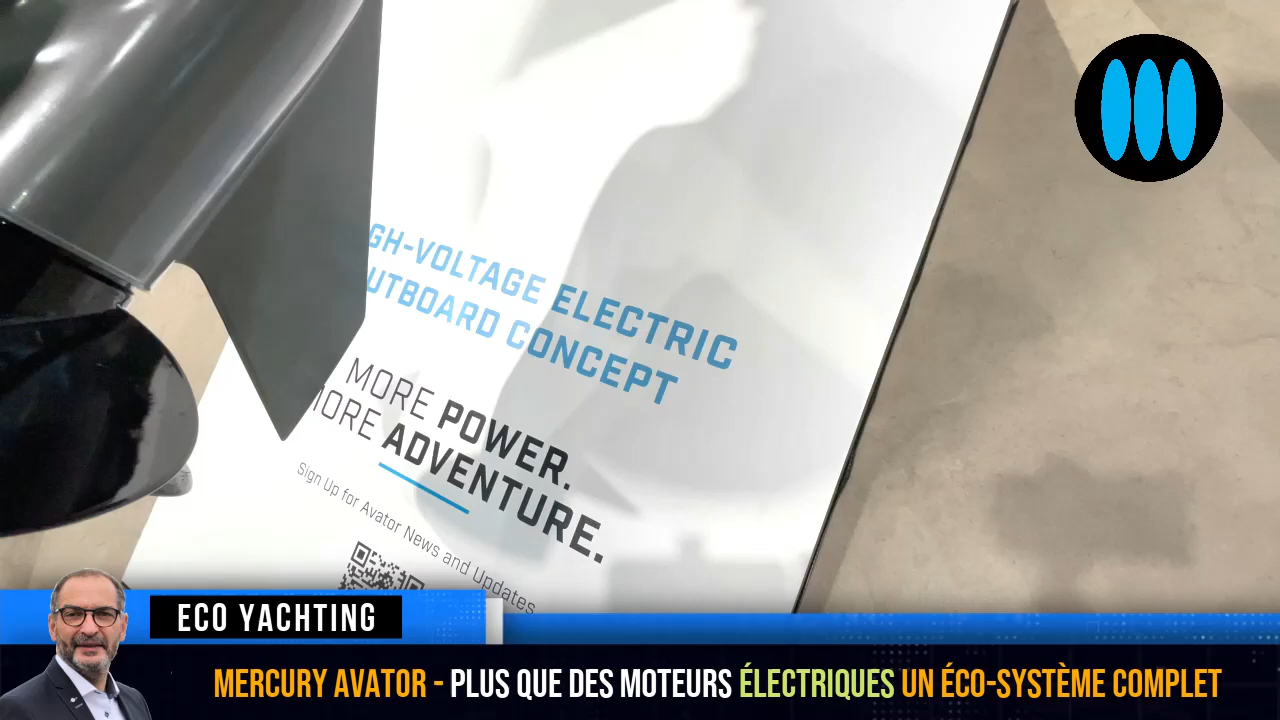 GH-VOLTAGE ELECTRIC
UTBOARD CONCEPT
MORE POWER.
MORE ADVENTURE.
Sign Up for Avator News and Updates
ECO YACHTING
MERCURY AVATOR - PLUS QUE DES MOTEURS ÉLECTRIQUES UN ÉCO-SYSTÈME COMPLET